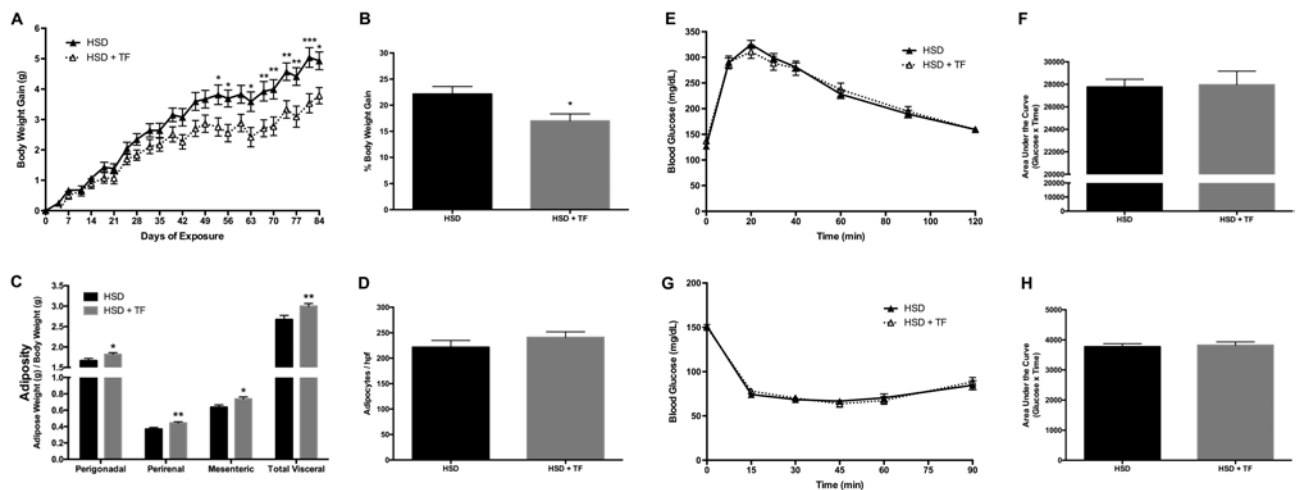 A
HSD
HSD + TF
Body Weight Gain (g)
6
5
4
3
2
1
0
* * * ** ** ** ** *** *
0 7 14 21 28 35 42 49 56 63 70 77 84
Days of Exposure
B
% Body Weight Gain
30
25
20
15
10
5
0
*
HSD HSD + TF
C
HSD
HSD + TF
Adiposity
Adipose Weight (g) / Body Weight (g)
3.5
3.0
2.5
2.0
1.5
0.8
0.6
0.4
0.2
0.0
* ** * **
Perigonadal Perirenal Mesenteric Total Visceral
D
Adipocytes / hpf
400
350
300
250
200
150
100
50
0
HSD HSD + TF
E
HSD
HSD + TF
Blood Glucose (mg/dL)
400
350
300
250
200
150
100
50
0
0 20 40 60 80 100 120
Time (min)
F
Area Under the Curve
(Glucose x Time)
30000
28000
26000
24000
22000
20000
10000
0
HSD HSD + TF
G
HSD
HSD + TF
Blood Glucose (mg/dL)
200
150
100
50
0
0 15 30 45 60 75 90
Time (min)
H
Area Under the Curve
(Glucose x Time)
6000
5000
4000
3000
2000
1000
0
HSD HSD + TF